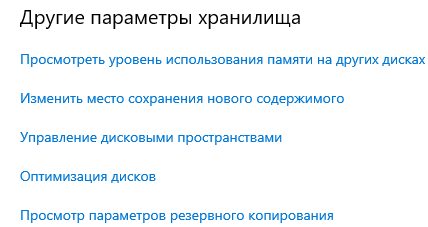 Другие параметры хранилища
Просмотреть уровень использования памяти на других дисках
Изменить место сохранения нового содержимого
Управление дисковыми пространствами
Оптимизация дисков
Просмотр параметров резервного копирования